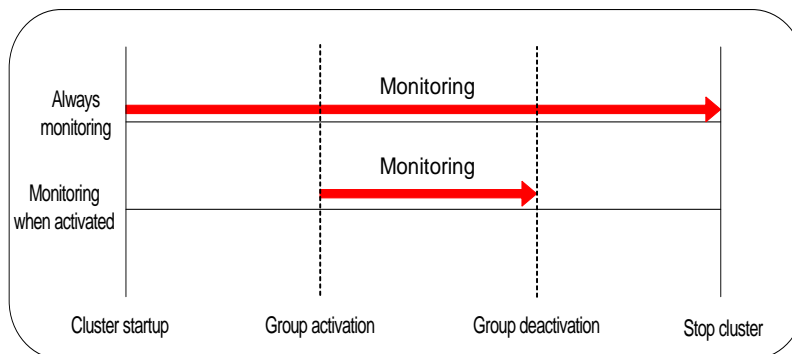 Monitoring
Always
monitoring
Monitoring
Monitoring
when activated
Cluster startup
Group activation
Group deactivation
Stop cluster